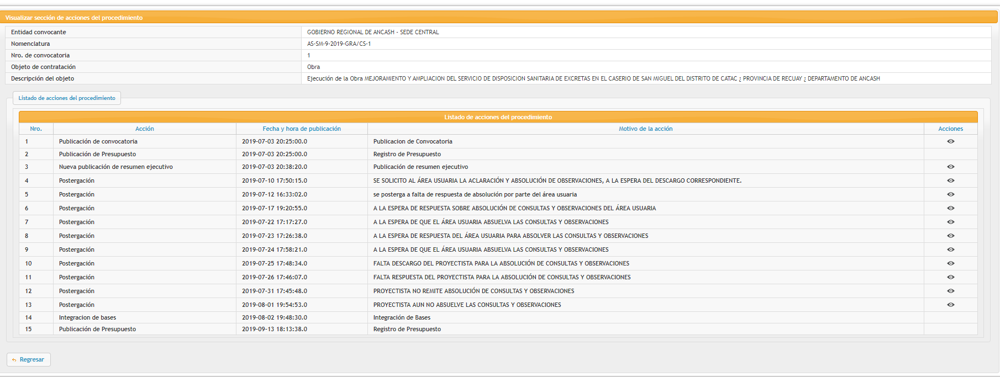 Visualizar sección de acciones del procedimiento
Entidad convocante GOBIERNO REGIONAL DE ANCASH - SEDE CENTRAL
Nomenclatura AS-SM-9-2019-GRA/CS-1
Nro. de convocatoria 1
Objeto de contratación Obra
Descripción del objeto Ejecución de la Obra MEJORAMIENTO Y AMPLIACION DEL SERVICIO DE DISPOSICION SANITARIA DE EXCRETAS EN EL CASERIO DE SAN MIGUEL DEL DISTRITO DE CATAC ¿ PROVINCIA DE RECUAY ¿ DEPARTAMENTO DE ANCASH
Listado de acciones del procedimiento
Listado de acciones del procedimiento
Nro. Acción Fecha y hora de publicación Motivo de la acción Acciones
1 Publicación de convocatoria 2019-07-03 20:25:00.0 Publicacion de Convocatoria
2 Publicación de Presupuesto 2019-07-03 20:25:00.0 Registro de Presupuesto
3 Nueva publicación de resumen ejecutivo 2019-07-03 20:38:20.0 Publicación de resumen ejecutivo
4 Postergación 2019-07-10 17:50:15.0 SE SOLICITO AL ÁREA USUARIA LA ACLARACIÓN Y ABSOLUCIÓN DE OBSERVACIONES, A LA ESPERA DEL DESCARGO CORRESPONDIENTE.
5 Postergación 2019-07-12 16:33:02.0 se posterga a falta de respuesta de absolución por parte del área usuaria
6 Postergación 2019-07-17 19:20:55.0 A LA ESPERA DE RESPUESTA SOBRE ABSOLUCIÓN DE CONSULTAS Y OBSERVACIONES DEL ÁREA USUARIA
7 Postergación 2019-07-22 17:17:27.0 A LA ESPERA DE QUE EL ÁREA USUARIA ABSUELVA LAS CONSULTAS Y OBSERVACIONES
8 Postergación 2019-07-23 17:26:38.0 A LA ESPERA DE RESPUESTA DEL ÁREA USUARIA PARA ABSOLVER LAS CONSULTAS Y OBSERVACIONES
9 Postergación 2019-07-24 17:58:21.0 A LA ESPERA DE QUE EL ÁREA USUARIA ABSUELVA LAS CONSULTAS Y OBSERVACIONES
10 Postergación 2019-07-25 17:48:34.0 FALTA DESCARGO DEL PROYECTISTA PARA LA ABSOLUCIÓN DE CONSULTAS Y OBSERVACIONES
11 Postergación 2019-07-26 17:46:07.0 FALTA RESPUESTA DEL PROYECTISTA PARA LA ABSOLUCIÓN DE CONSULTAS Y OBSERVACIONES
12 Postergación 2019-07-31 17:45:48.0 PROYECTISTA NO REMITE ABSOLUCIÓN DE CONSULTAS Y OBSERVACIONES
13 Postergación 2019-08-01 19:54:53.0 PROYECTISTA AUN NO ABSUELVE LAS CONSULTAS Y OBSERVACIONES
14 Integracion de bases 2019-08-02 19:48:30.0 Integración de Bases
15 Publicación de Presupuesto 2019-09-13 18:13:38.0 Registro de Presupuesto
Regresar